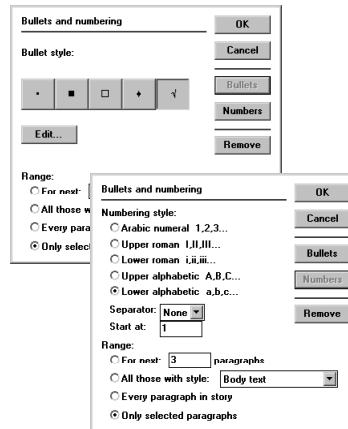 Bullets and numbering
OK
Bullet style:
Cancel
Bullets
Numbers
Edit...
Remove
Range:
For next:
All those w
Every para
Only selec
Bullets and numbering
OK
Numbering style:
Cancel
Arabic numeral 1,2,3...
Upper roman I,II,III...
Lower roman i,ii,iii...
Bullets
Upper alphabetic A,B,C...
Numbers
Lower alphabetic a,b,c...
Separator: None
Remove
Start at: 1
Range:
For next: 3 paragraphs
All those with style: Body text
Every paragraph in story
Only selected paragraphs